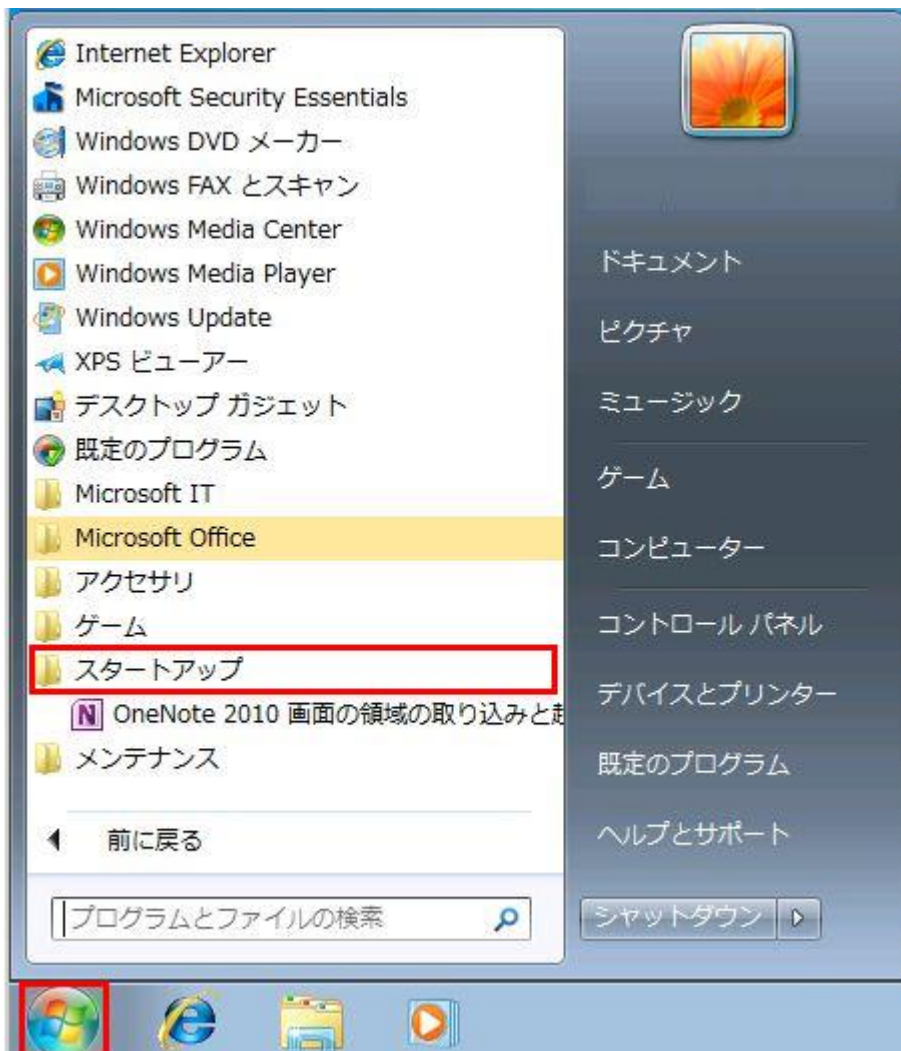 Internet Explorer
Microsoft Security Essentials
Windows DVD メーカー
Windows FAX とスキャン
Windows Media Center
Windows Media Player
Windows Update
XPS ビューアー
デスクトップ ガジェット
既定のプログラム
Microsoft IT
Microsoft Office
アクセサリ
ゲーム
スタートアップ
OneNote 2010 画面の領域の取り込みと起
メンテナンス
前に戻る
プログラムとファイルの検索
ドキュメント
ピクチャ
ミュージック
ゲーム
コンピューター
コントロール パネル
デバイスとプリンター
既定のプログラム
ヘルプとサポート
シャットダウン